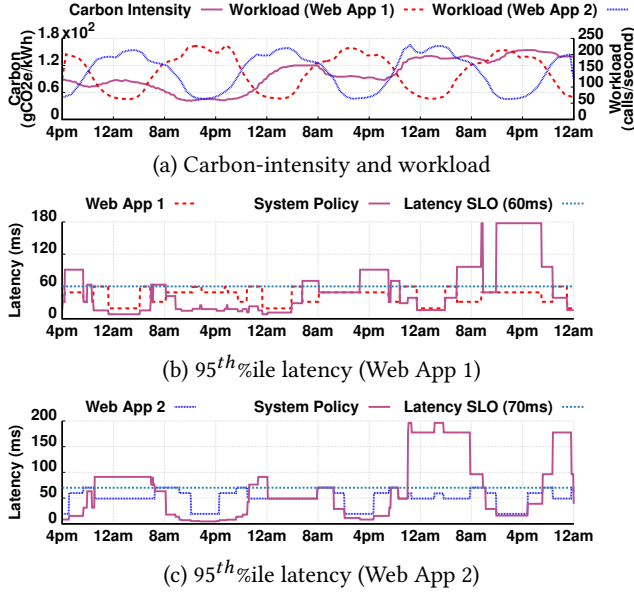 Carbon Intensity Workload (Web App 1) Workload (Web App 2)
Carbon
(gCO2e/kWh)
1.8 x10²
1.2
0.6
0
250
200
150
100
50
0
Workload
(calls/second)
4pm 12am 8am 4pm 12am 8am 4pm 12am 8am 4pm 12am
(a) Carbon-intensity and workload
Web App 1 System Policy Latency SLO (60ms)
Latency (ms)
180
120
60
0
4pm 12am 8am 4pm 12am 8am 4pm 12am 8am 4pm 12am
(b) 95th%ile latency (Web App 1)
Web App 2 System Policy Latency SLO (70ms)
Latency (ms)
200
150
100
50
0
4pm 12am 8am 4pm 12am 8am 4pm 12am 8am 4pm 12am
(c) 95th%ile latency (Web App 2)